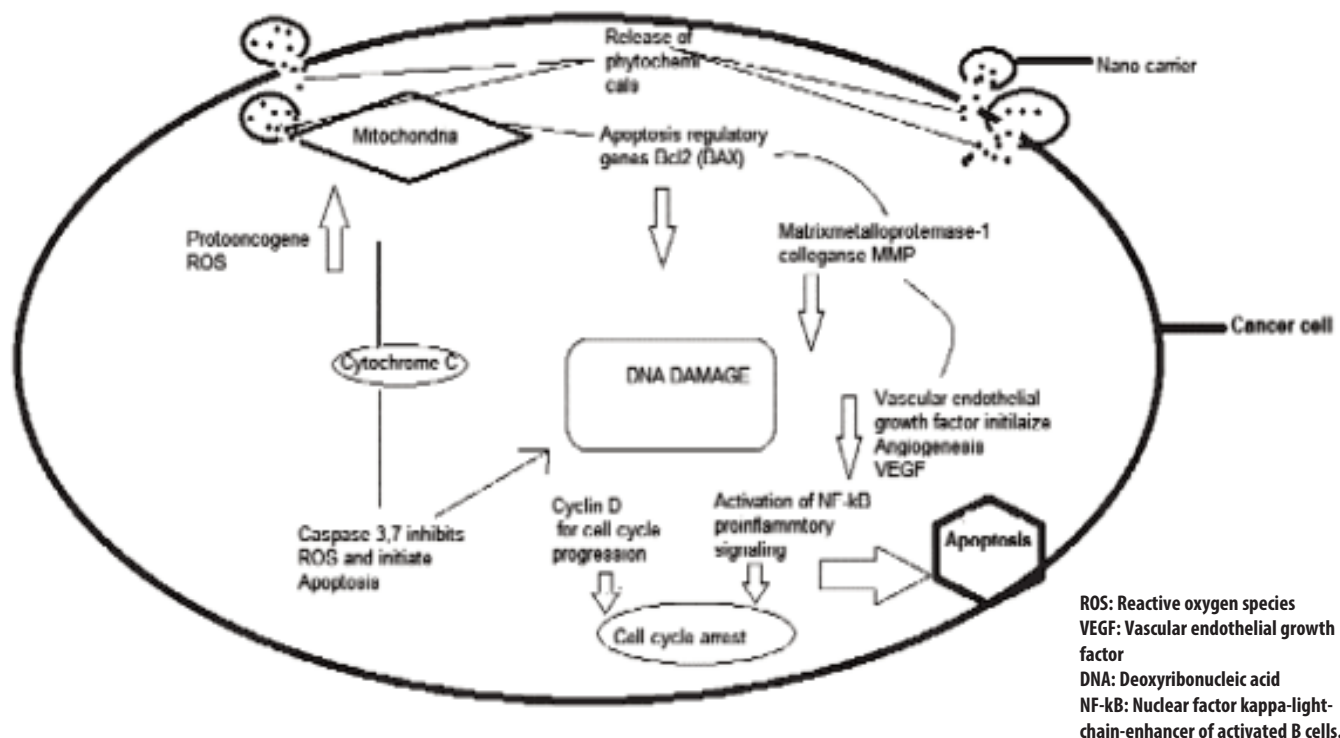 Release of
phytochemi
cals
Nano carrier
Mitochondna
Apoptosis regulatory
genes Bcl2 (BAX)
Protooncogene
ROS
Matrixmetalloprotemase-1
colleganse MMP
Cancer cell
Cytochrome C
DNA DAMAGE
Vascular endothelial
growth factor initilaize
Angiogenesis
VEGF
Caspase 3,7 inhibits
ROS and initiate
Apoptosis
Cyclin D
for cell cycle
progression
Activation of NF-kB
proinflammtory
signaling
Apoptosis
Cell cycle arrest
ROS: Reactive oxygen species
VEGF: Vascular endothelial growth
factor
DNA: Deoxyribonucleic acid
NF-kB: Nuclear factor kappa-light-
chain-enhancer of activated B cells.